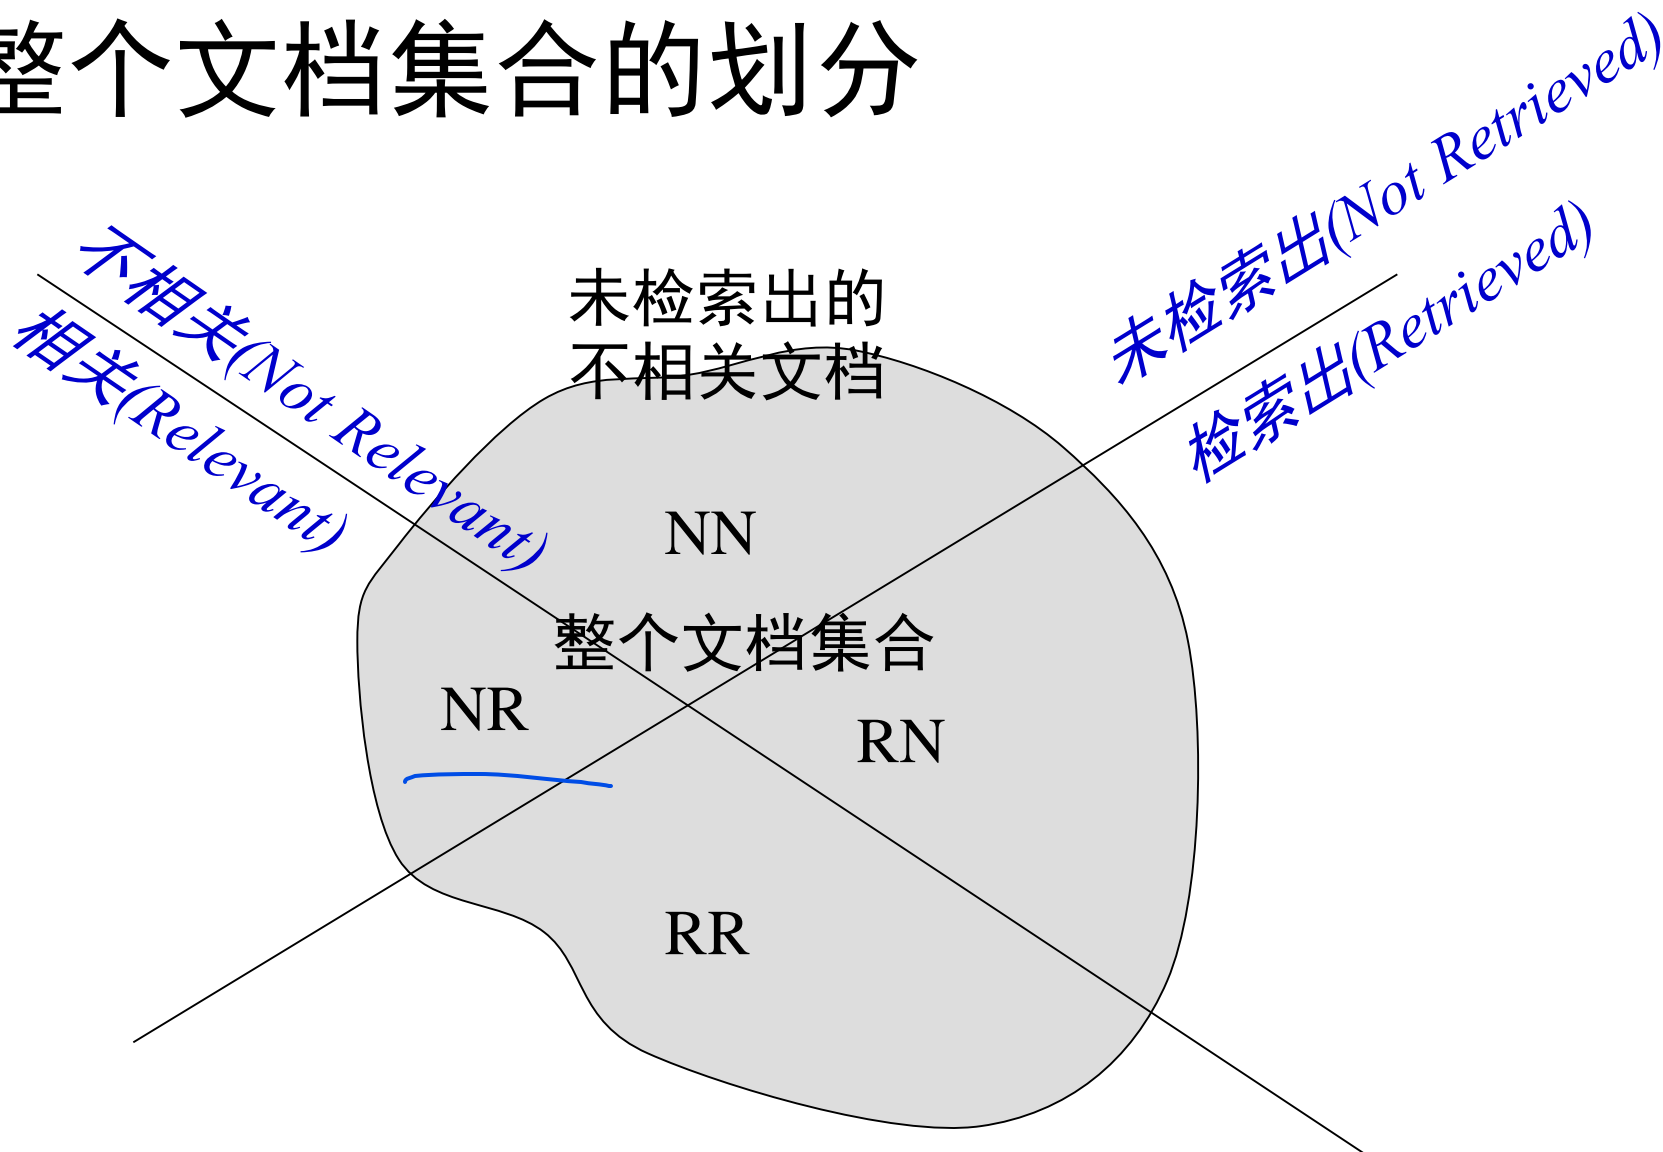 整个文档集合的划分
不相关(Not Relevant)
相关(Relevant)
未检索出的
不相关文档
未检索出(Not Retrieved)
检索出(Retrieved)
NN
整个文档集合
NR
RN
RR